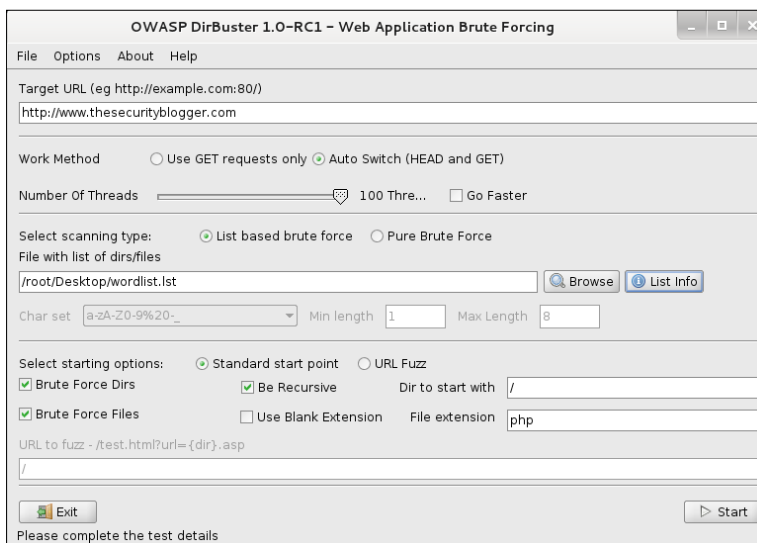 OWASP DirBuster 1.0-RC1 – Web Application Brute Forcing
File Options About Help
Target URL (eg http://example.com:80/)
http://www.thesecurityblogger.com
Work Method Use GET requests only Auto Switch (HEAD and GET)
Number Of Threads 100 Thre... Go Faster
Select scanning type: List based brute force Pure Brute Force
File with list of dirs/files
/root/Desktop/wordlist.lst Browse List Info
Char set a-zA-Z0-9%20-_ Min length 1 Max Length 8
Select starting options: Standard start point URL Fuzz
Brute Force Dirs Be Recursive Dir to start with /
Brute Force Files Use Blank Extension File extension php
URL to fuzz - /test.html?url={dir}.asp
/
Exit Start
Please complete the test details